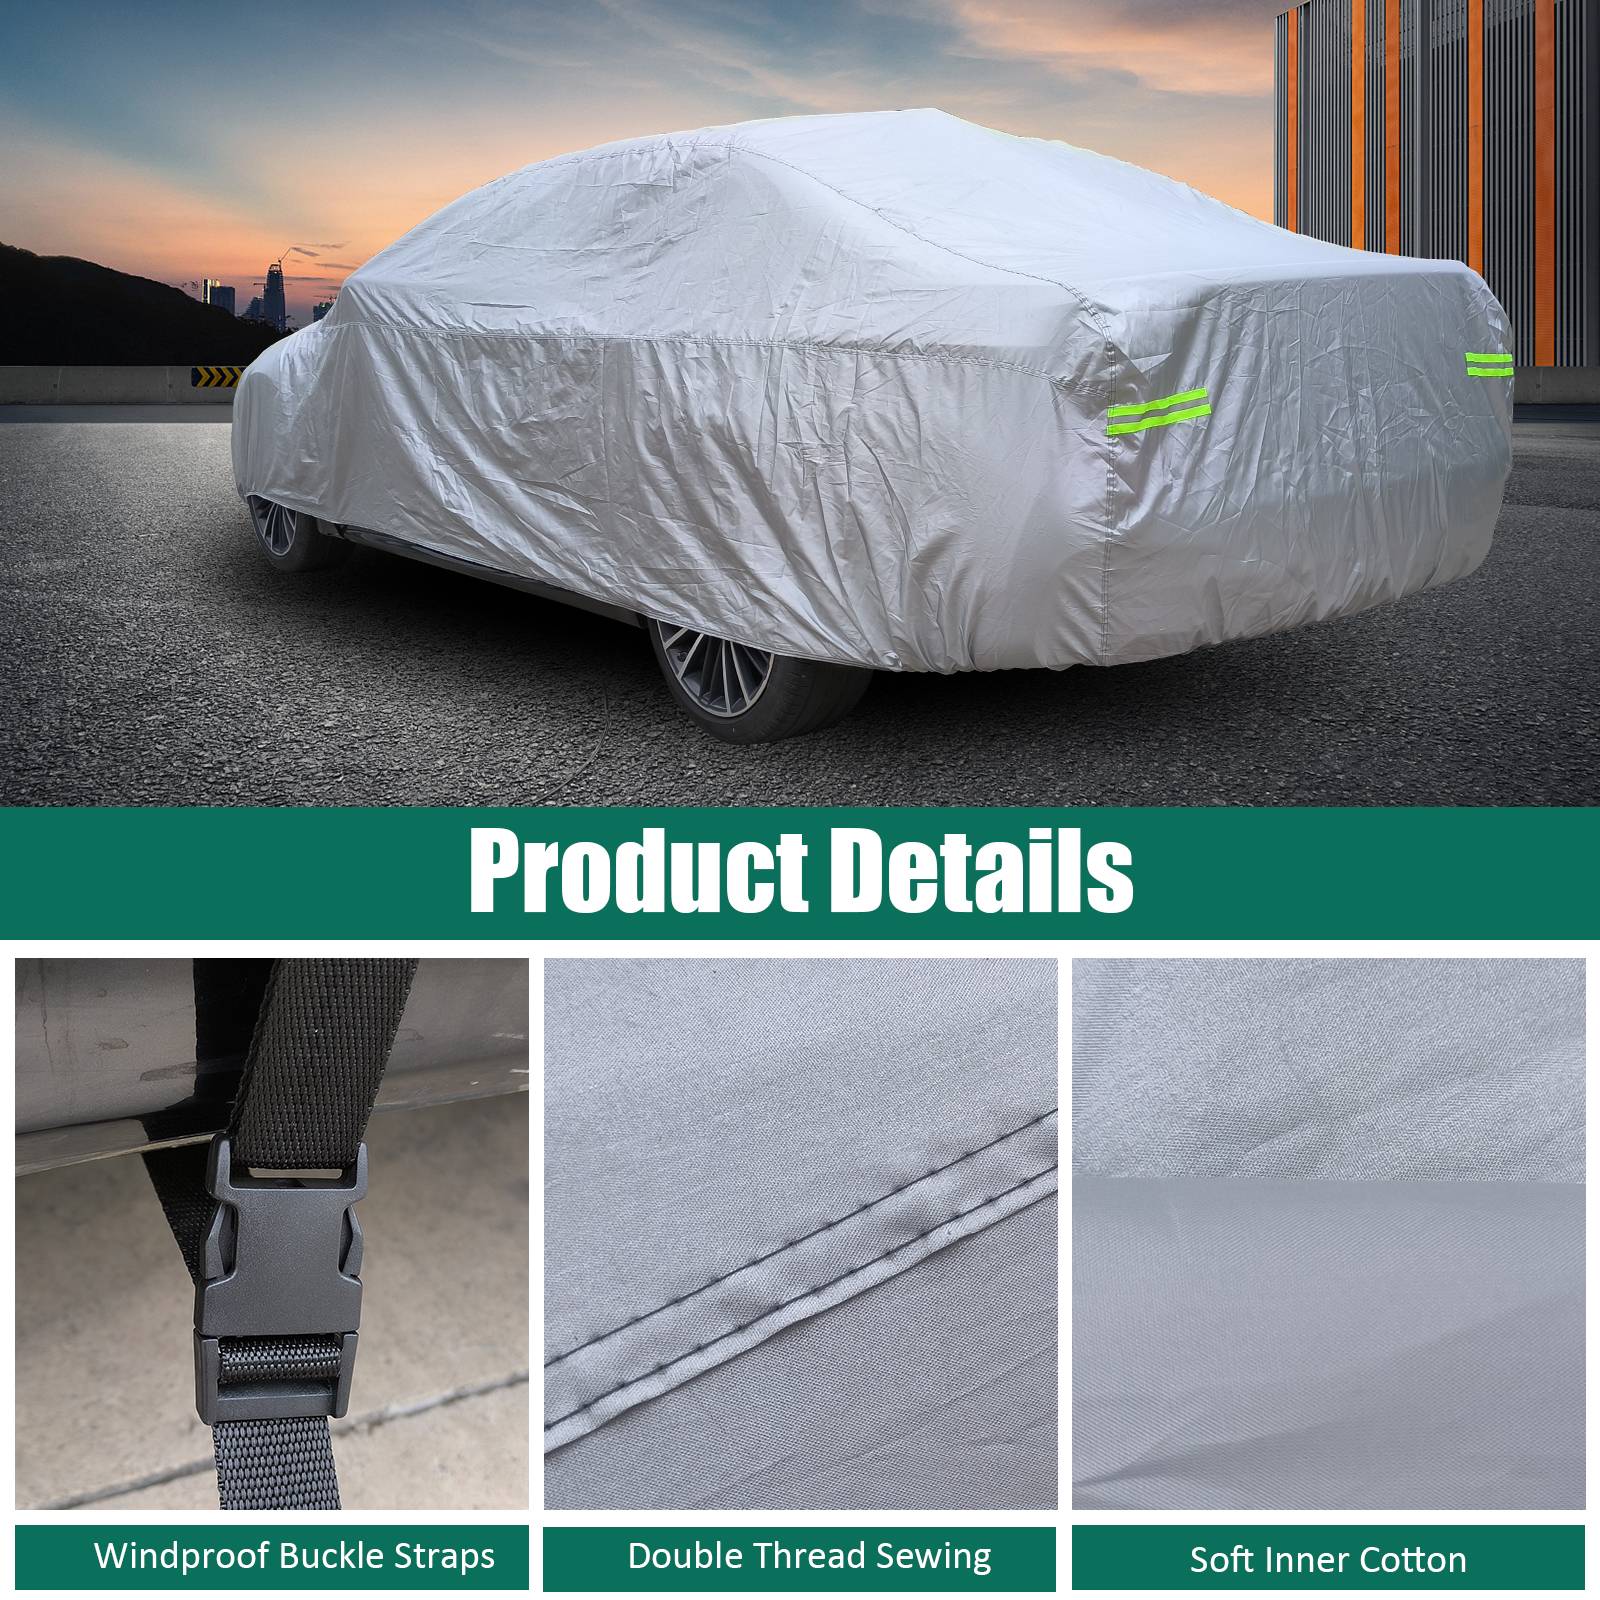 Product Details
Windproof Buckle Straps
Double Thread Sewing
Soft Inner Cotton